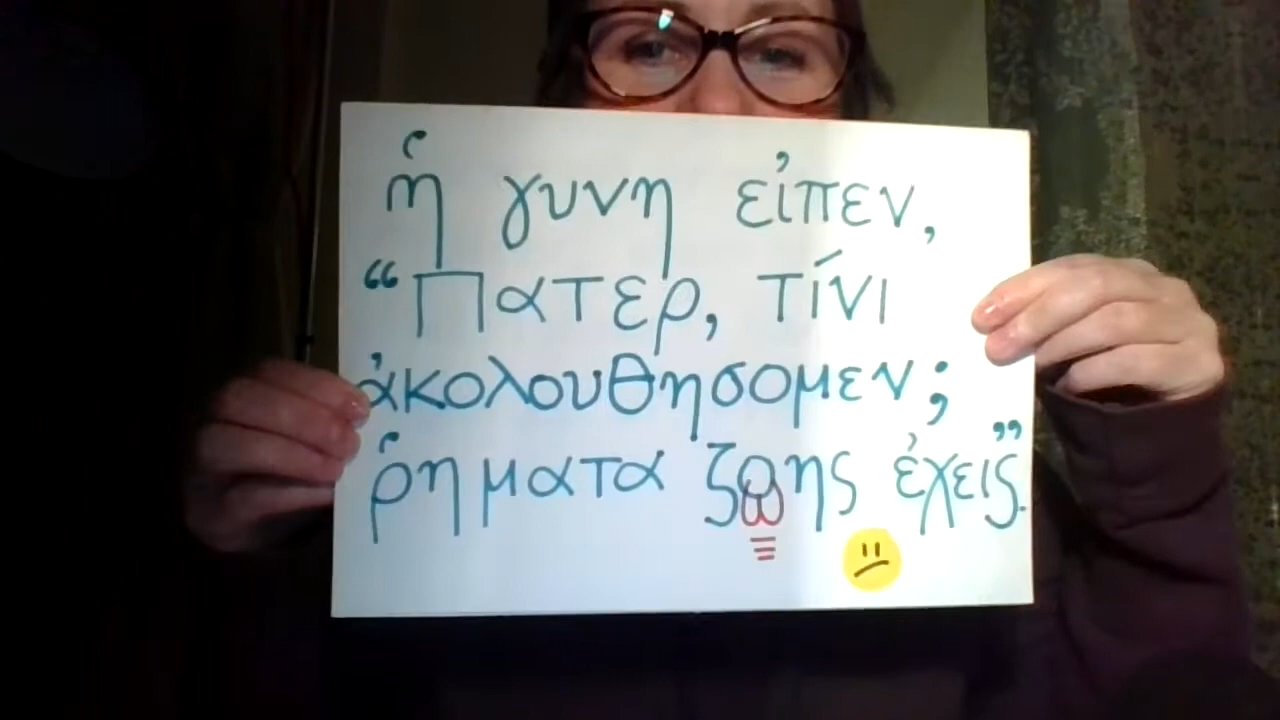 ἡ γυνη εἰπεν,
“Πατερ, τίνι
ἀκολουθησομεν;
ῥηματα ζωης ἐχεις.”